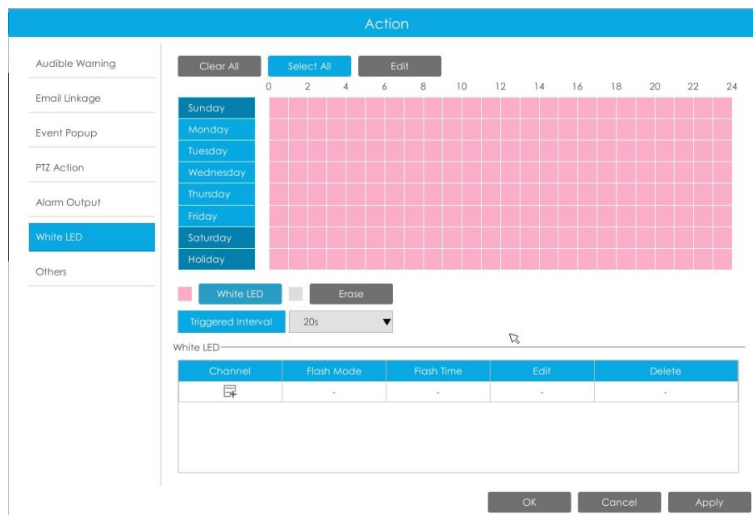 Action
Audible Warning
Email Linkage
Event Popup
PTZ Action
Alarm Output
White LED
Others
Clear All Select All Edit
0 2 4 6 8 10 12 14 16 18 20 22 24
Sunday
Monday
Tuesday
Wednesday
Thursday
Friday
Saturday
Holiday
White LED Erase
Triggered Interval 20s
White LED
Channel Flash Mode Flash Time Edit Delete
- - - -
OK Cancel Apply